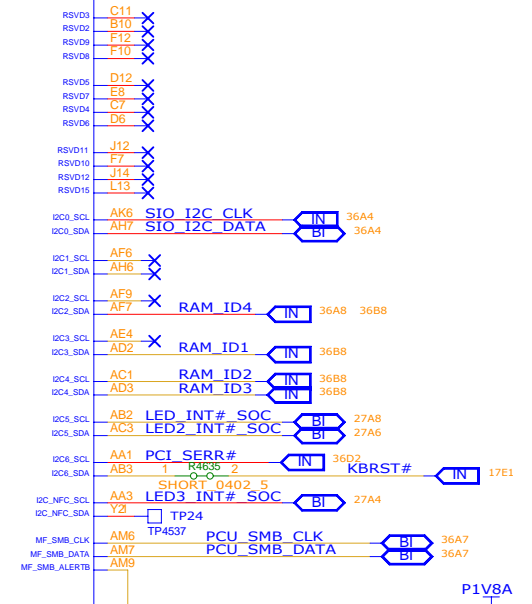 RSVD3 C11
RSVD2 B10
RSVD9 F12
RSVD8 F10
RSVD5 D12
RSVD7 E8
RSVD4 C7
RSVD6 D6
RSVD11 J12
RSVD10 F7
RSVD12 J14
RSVD15 L13
I2C0_SCL AK6 SIO_I2C_CLK IN 36A4
I2C0_SDA AH7 SIO_I2C_DATA BI 36A4
I2C1_SCL AF6
I2C1_SDA AH6
I2C2_SCL AF9
I2C2_SDA AF7 RAM_ID4 IN 36A8 36B8
I2C3_SCL AE4
I2C3_SDA AD2 RAM_ID1 IN 36B8
I2C4_SCL AC1 RAM_ID2 IN 36B8
I2C4_SDA AD3 RAM_ID3 IN 36B8
I2C5_SCL AB2 LED_INT#_SOC BI 27A8
I2C5_SDA AC3 LED2_INT#_SOC BI 27A6
I2C6_SCL AA1 PCI_SERR# IN 36D2
I2C6_SDA AB3 1 R4635 2 KBRST# IN 17E1
SHORT_0402_5
I2C_NFC_SCL AA3 LED3_INT#_SOC BI 27A4
I2C_NFC_SDA Y2 TP24
TP4537
MF_SMB_CLK AM6 PCU_SMB_CLK BI 36A7
MF_SMB_DATA AM7 PCU_SMB_DATA BI 36A7
MF_SMB_ALERTB AM9
P1V8A